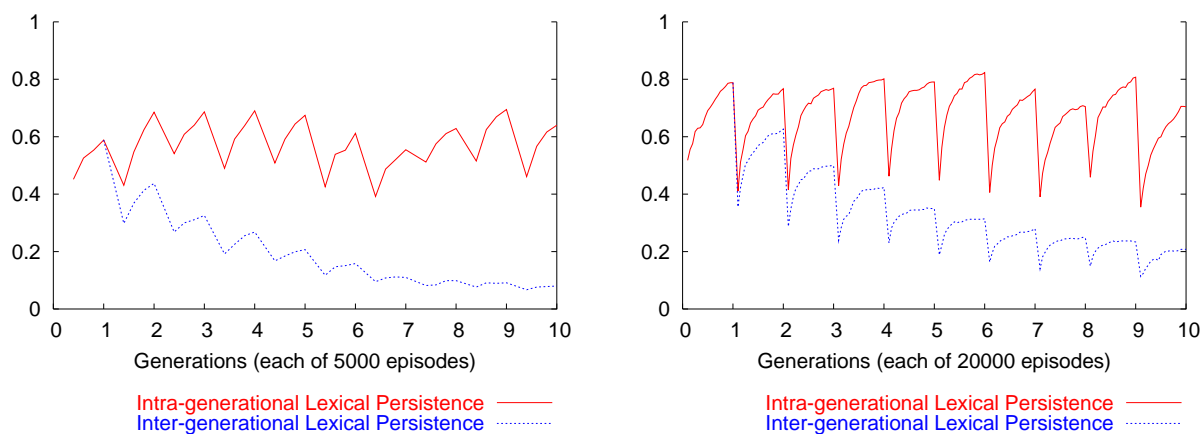 1
0.8
0.6
0.4
0.2
0
0 1 2 3 4 5 6 7 8 9 10
Generations (each of 5000 episodes)
Intra-generational Lexical Persistence
Inter-generational Lexical Persistence
1
0.8
0.6
0.4
0.2
0
0 1 2 3 4 5 6 7 8 9 10
Generations (each of 20000 episodes)
Intra-generational Lexical Persistence
Inter-generational Lexical Persistence